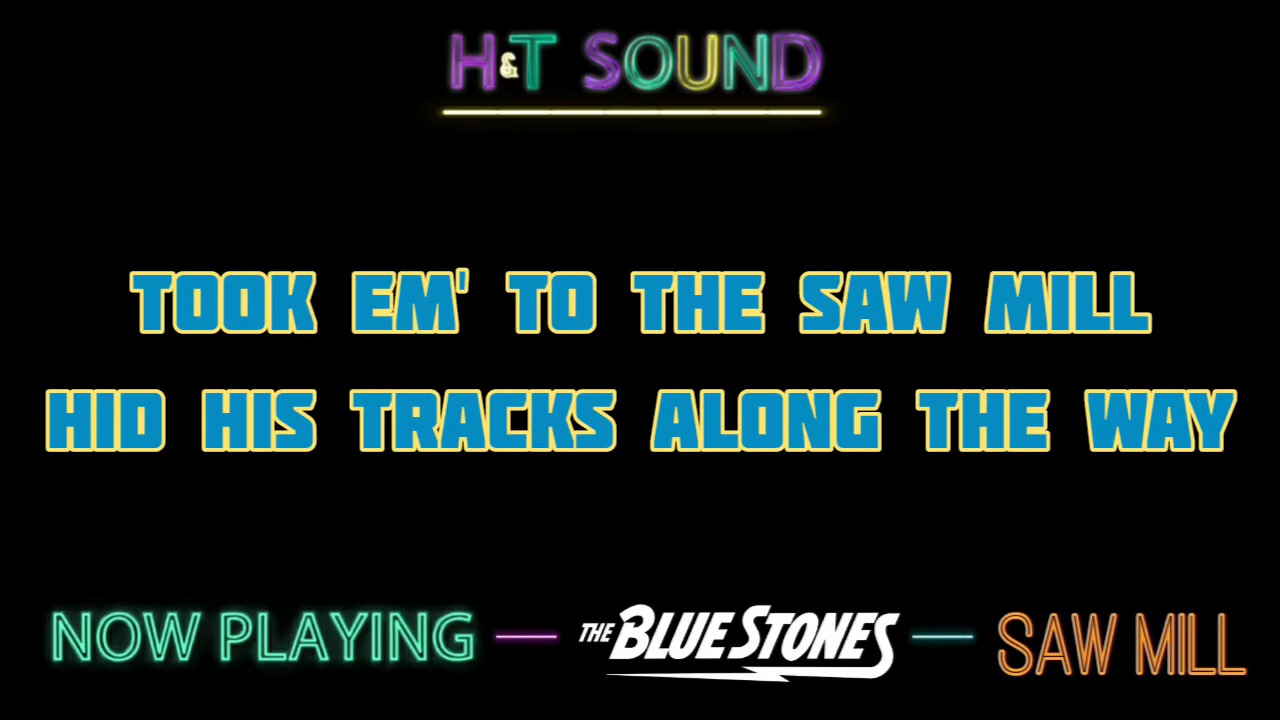 H&T SOUND
TOOK EM' TO THE SAW MILL
HID HIS TRACKS ALONG THE WAY
NOW PLAYING — THE BLUE STONES — SAW MILL